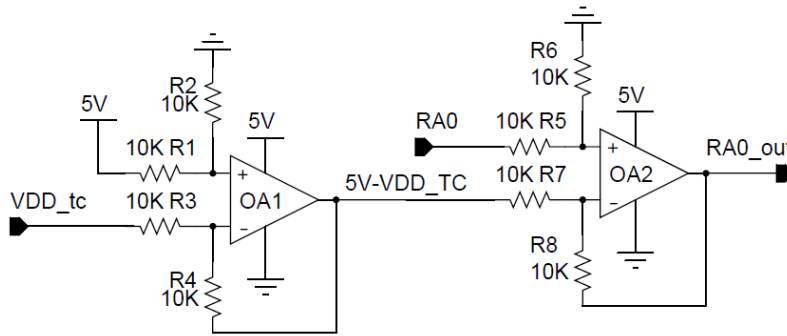 R2
10K
5V
10K R1
5V
+
OA1
-
VDD_tc
10K R3
R4
10K
5V-VDD_TC
R6
10K
5V
RA0
10K R5
+
OA2
-
RA0_out
10K R7
R8
10K